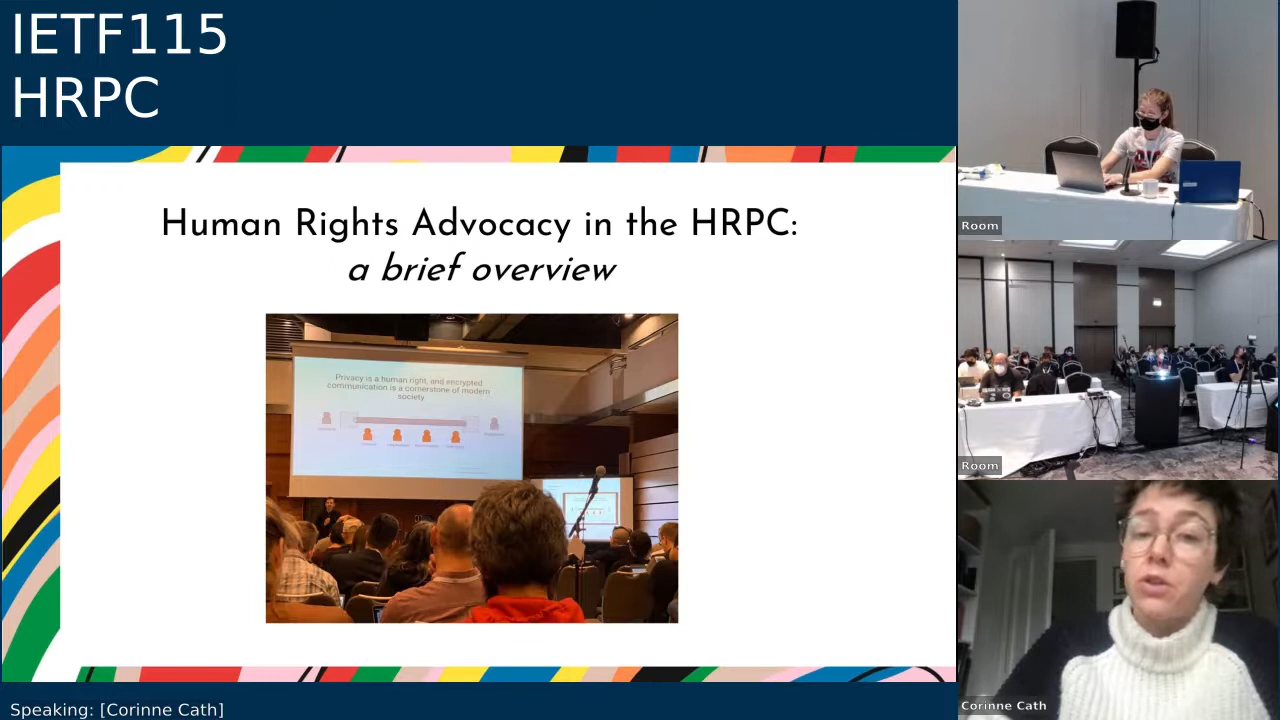 IETF115
HRPC
Human Rights Advocacy in the HRPC:
a brief overview
Privacy is a human right, and encrypted
communication is a cornerstone of modern
society
Room
Room
Corinne Cath
Speaking: [Corinne Cath]